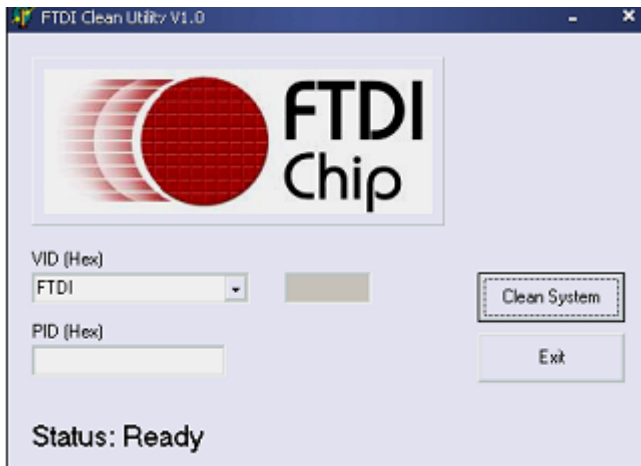 FTDI Clean Utility V1.0
FTDI
Chip
VID (Hex)
FTDI
Clean System
PID (Hex)
Exit
Status: Ready